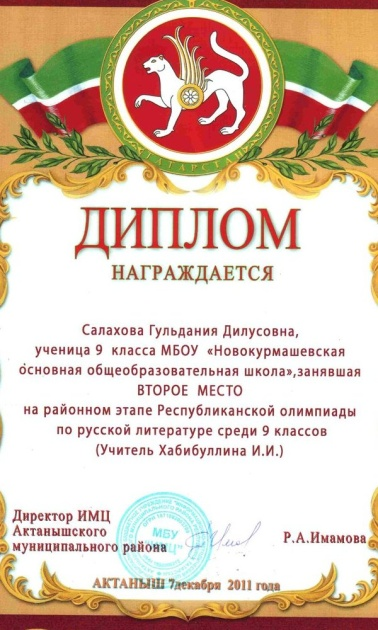 ТАТАРСТАН
ДИПЛОМ
НАГРАЖДАЕТСЯ
Салахова Гульдания Дилусовна,
ученица 9 класса МБОУ «Новокурмашевская
основная общеобразовательная школа»,занявшая
ВТОРОЕ МЕСТО
на районном этапе Республиканской олимпиады
по русской литературе среди 9 классов
(Учитель Хабибуллина И.И.)
Директор ИМЦ
Актанышского
муниципального района
Р.А.Имамова
МБУ
"ИМЦ"
АКТАНЫШ 7декабря 2011 года